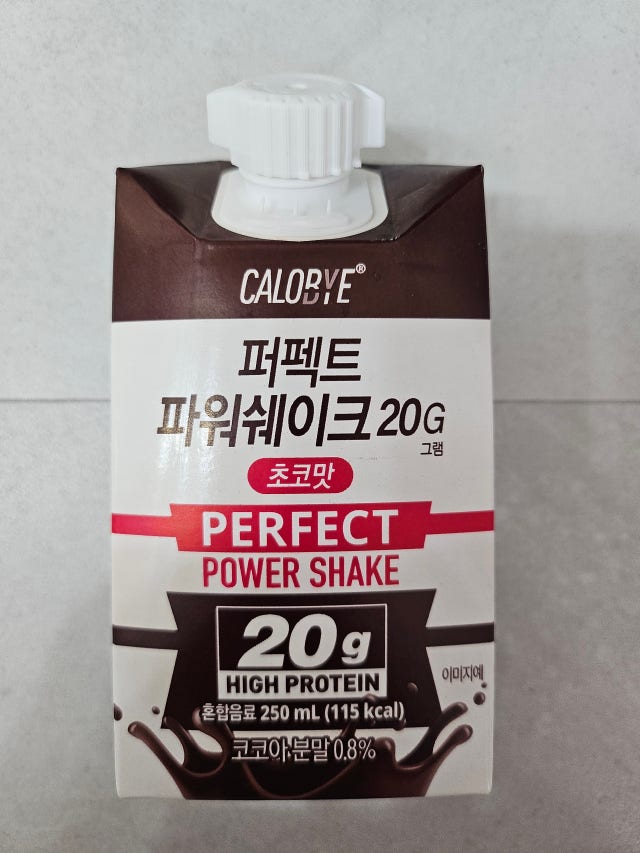 CALOBYE®
퍼펙트
파워쉐이크 20G
그램
초코맛
PERFECT
POWER SHAKE
20g
HIGH PROTEIN
이미지예
혼합음료 250 mL (115 kcal)
코코아 분말 0.8%